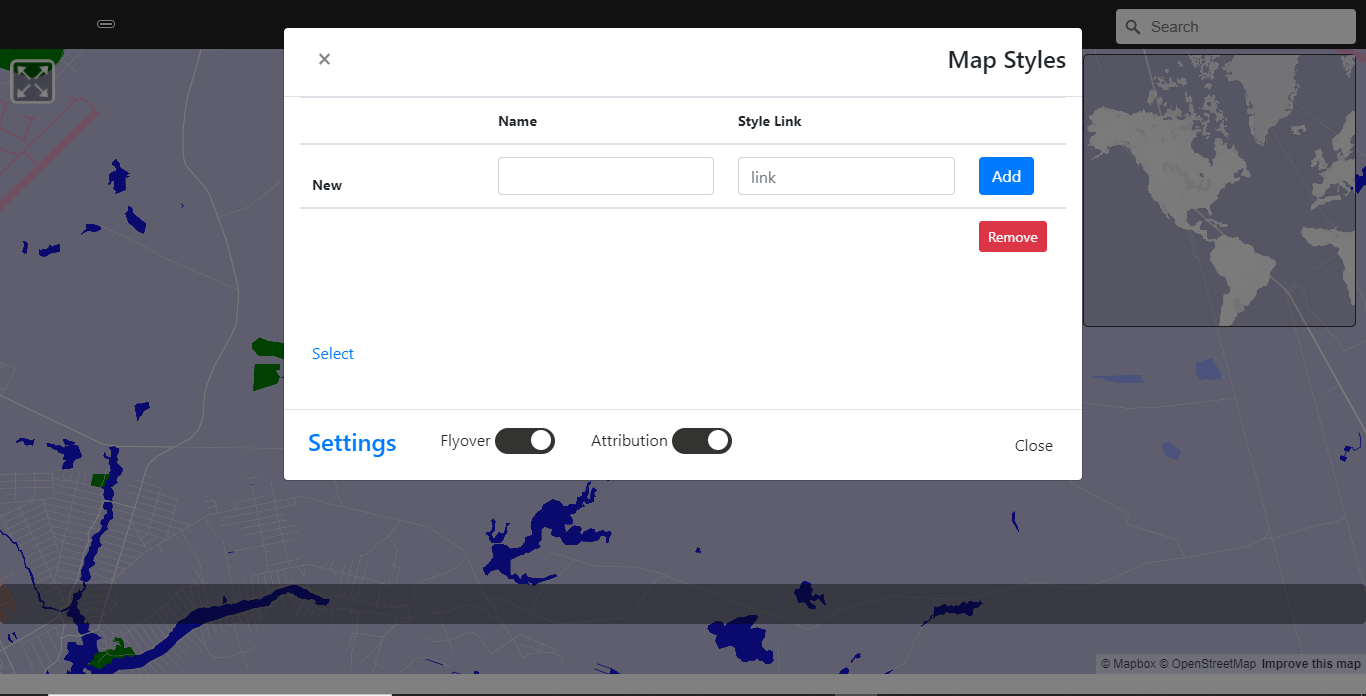 Search
×
Map Styles
Name Style Link
New link Add
Remove
Select
Settings Flyover Attribution Close
© Mapbox © OpenStreetMap Improve this map